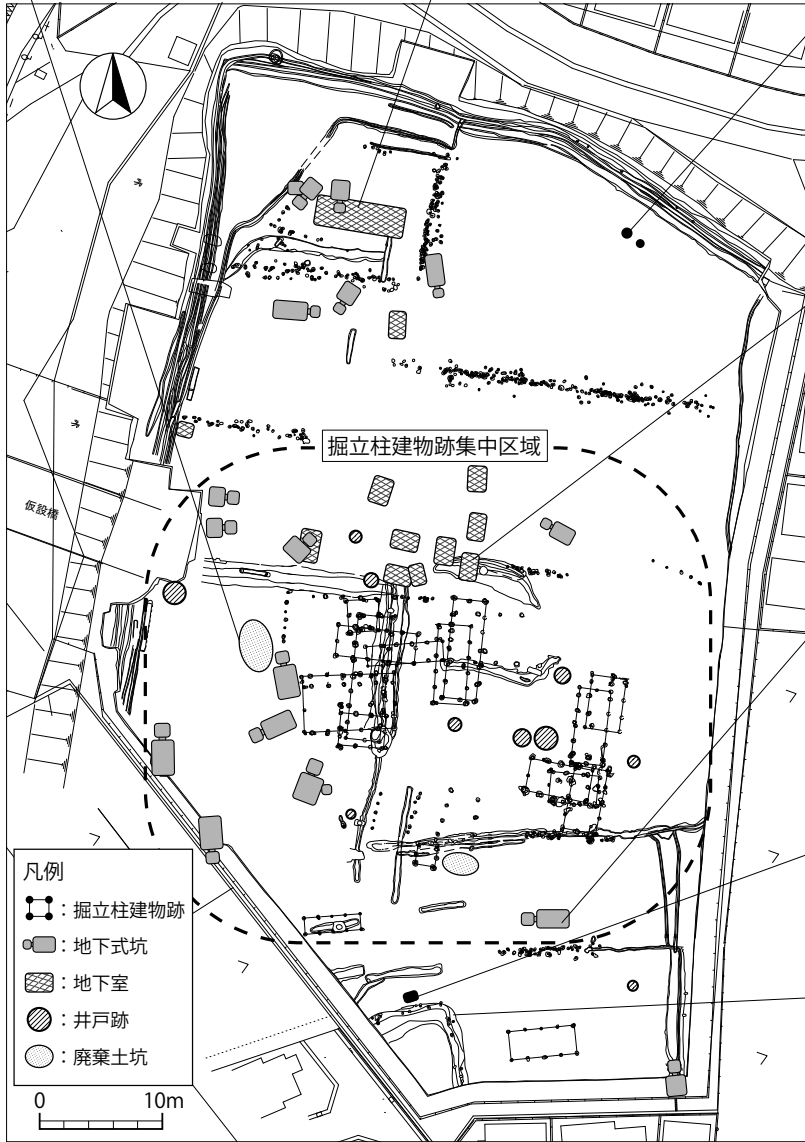 掘立柱建物跡集中区域
仮設橋
凡例
：掘立柱建物跡
：地下式坑
：地下室
：井戸跡
：廃棄土坑
0 10m